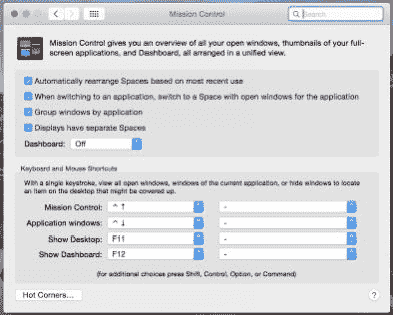 Mission Control
Search
Mission Control gives you an overview of all your open windows, thumbnails of your full-
screen applications, and Dashboard, all arranged in a unified view.
Automatically rearrange Spaces based on most recent use
When switching to an application, switch to a Space with open windows for the application
Group windows by application
Displays have separate Spaces
Dashboard: Off
Keyboard and Mouse Shortcuts
With a single keystroke, view all open windows, windows of the current application, or hide windows to locate
an item on the desktop that might be covered up.
Mission Control: ^ ↑ -
Application windows: ^ ↓ -
Show Desktop: F11 -
Show Dashboard: F12 -
(for additional choices press Shift, Control, Option, or Command)
Hot Corners... ?